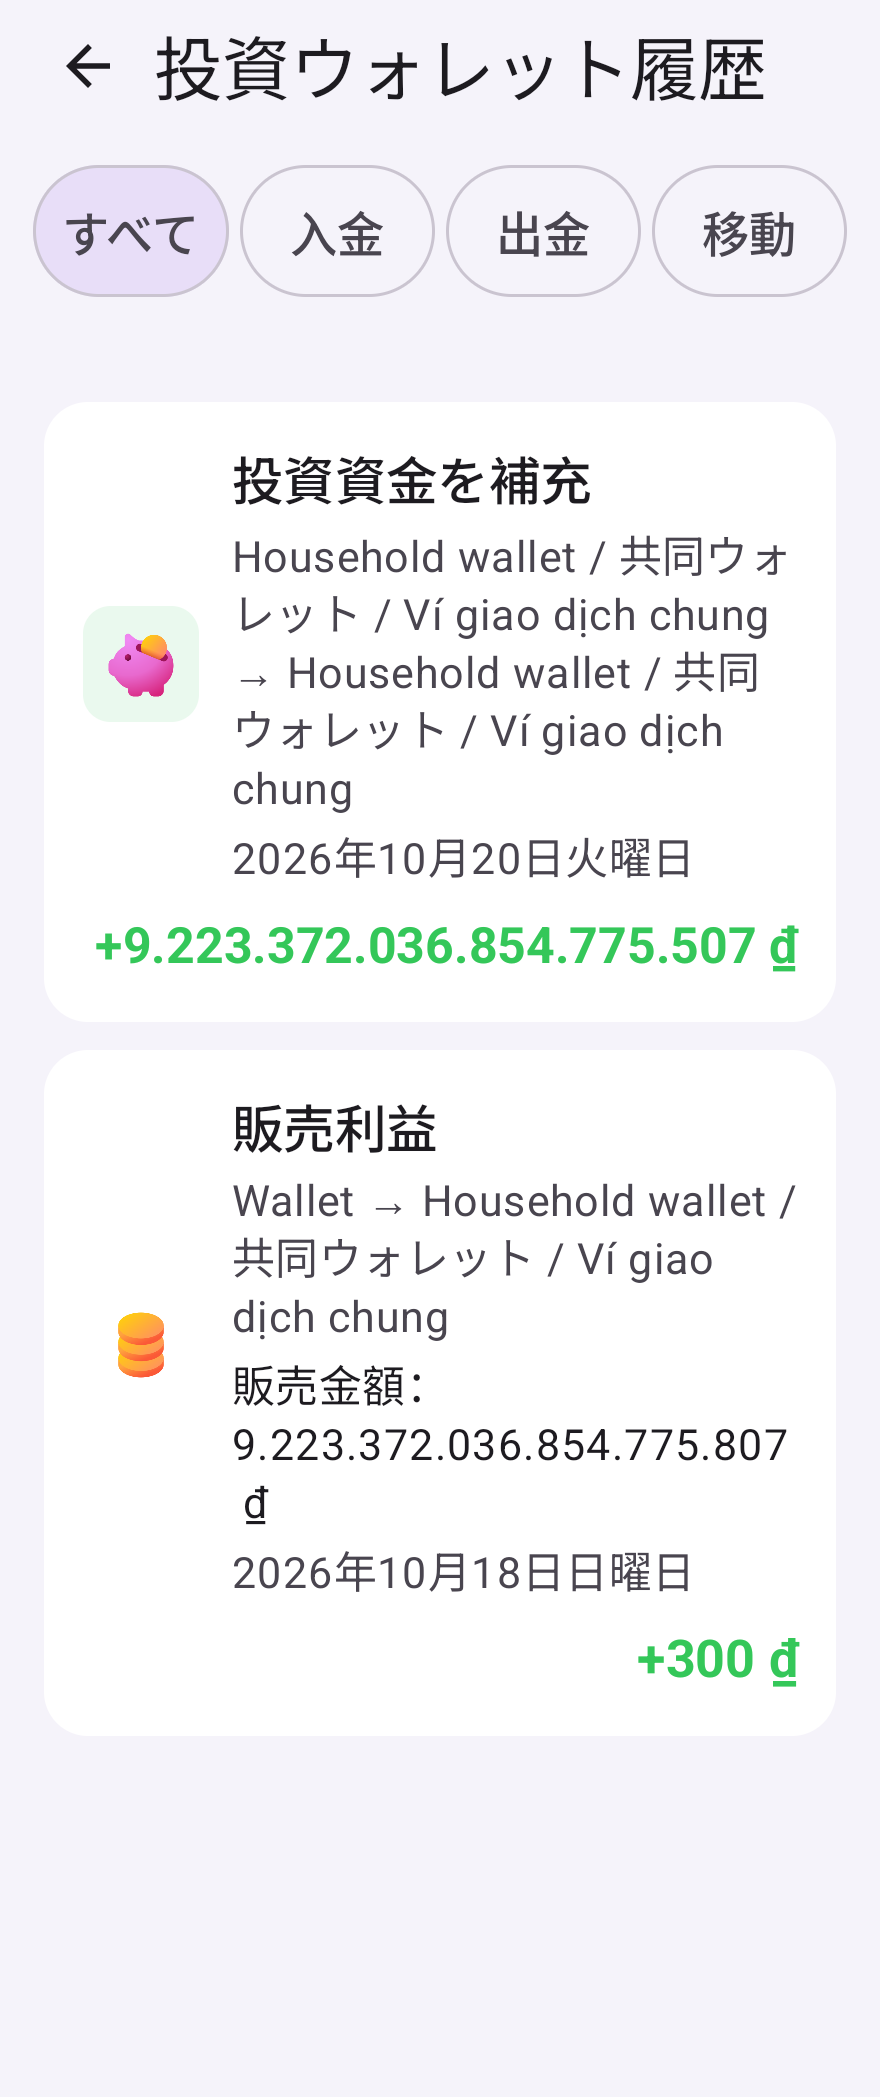 ← 投資ウォレット履歴
すべて 入金 出金 移動
投資資金を補充
Household wallet / 共同ウォ
レット / Ví giao dịch chung
→ Household wallet / 共同
ウォレット / Ví giao dịch
chung
2026年10月20日火曜日
+9.223.372.036.854.775.507 ₫
販売利益
Wallet → Household wallet /
共同ウォレット / Ví giao
dịch chung
販売金額：
9.223.372.036.854.775.807
₫
2026年10月18日日曜日
+300 ₫